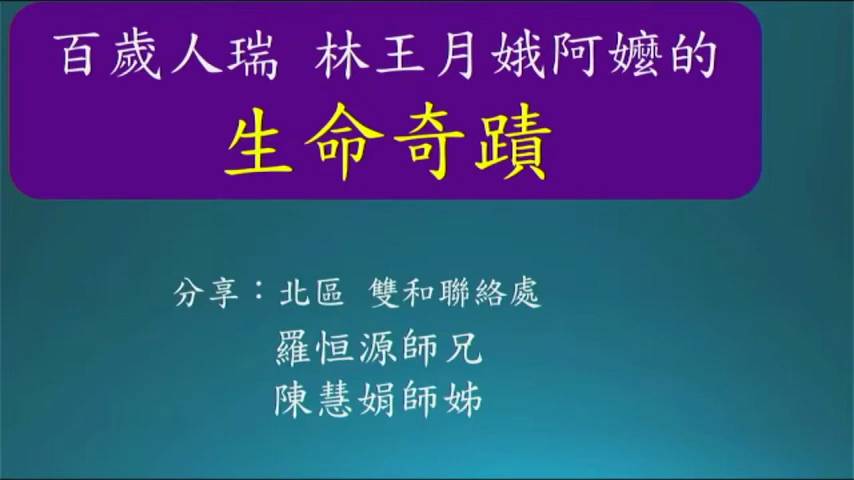 百歲人瑞 林王月娥阿嬤的
生命奇蹟
分享：北區 雙和聯絡處
羅恒源師兄
陳慧娟師姊